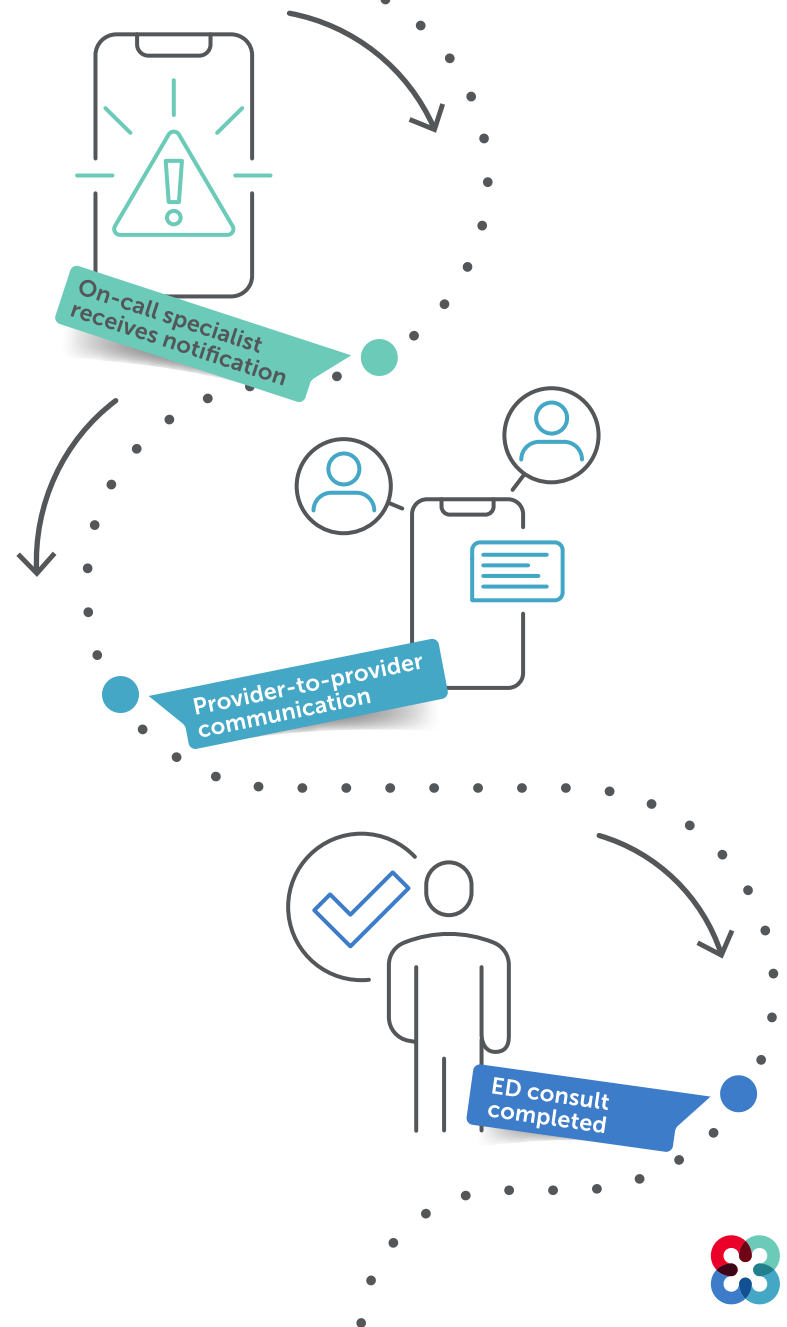 On-call specialist
receives notification
Provider-to-provider
communication
ED consult
completed